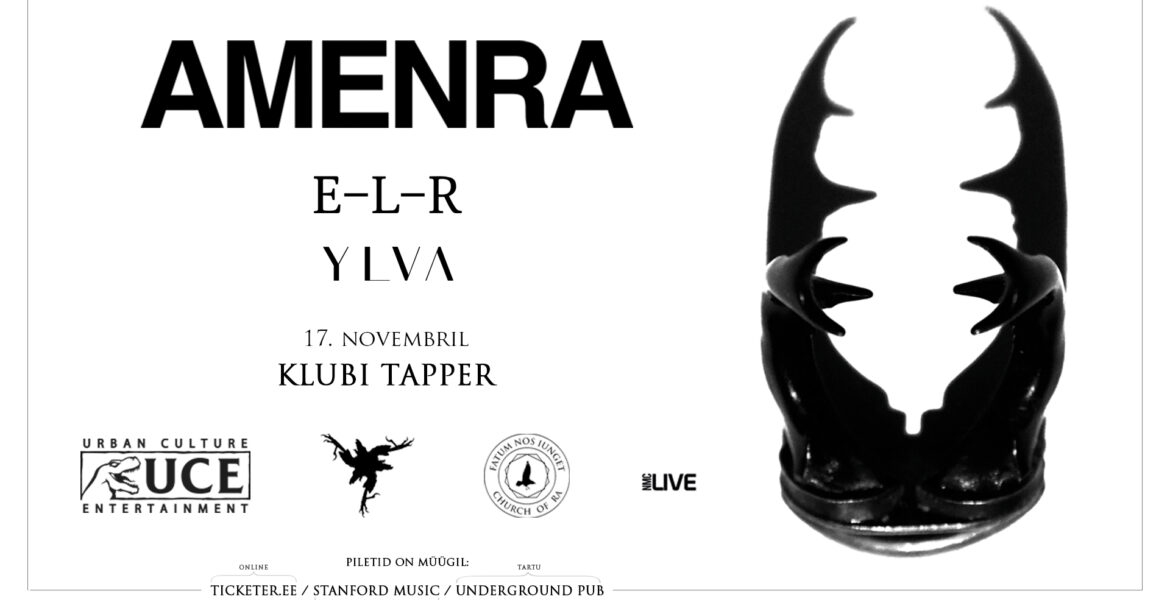 AMENRA
E–L–R
YLVA
17. NOVEMBRIL
KLUBI TAPPER
URBAN CULTURE
UCE
ENTERTAINMENT
FATUM NOS IUNGET
CHURCH OF RA
NMC LIVE
PILETID ON MÜÜGIL:
ONLINE
TARTU
TICKETER.EE / STANFORD MUSIC / UNDERGROUND PUB